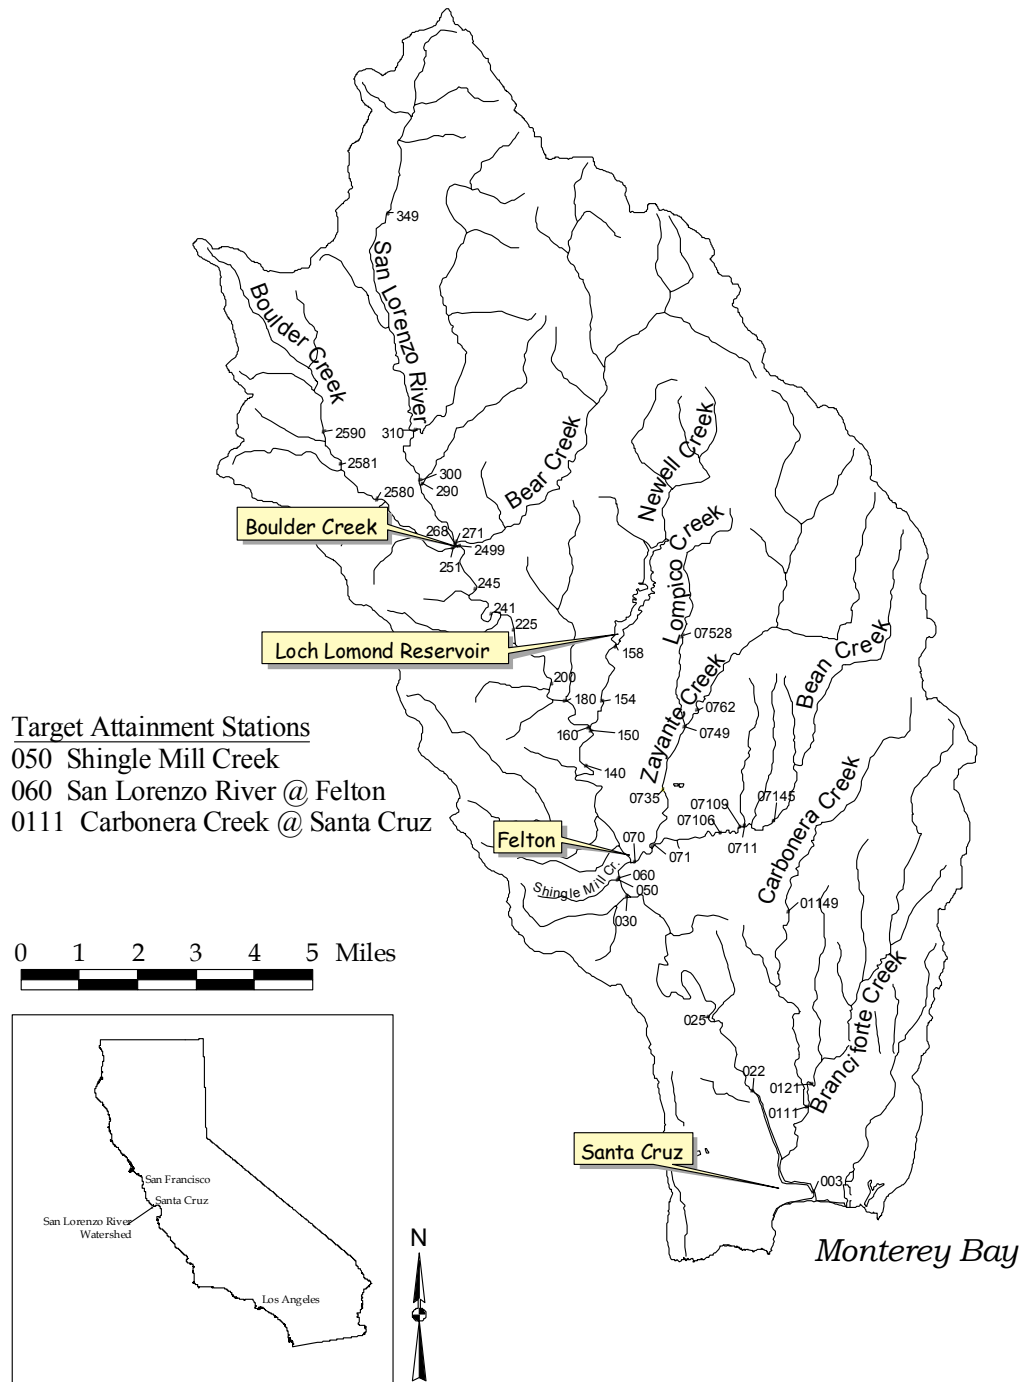 349
San Lorenzo River
Boulder Creek
2590
310
2581
300
290
2580
Bear Creek
Newell Creek
Boulder Creek
268
271
2499
251
Lompico Creek
245
241
225
Loch Lomond Reservoir
158
07528
Bean Creek
200
180
154
0762
Zayante Creek
0749
160
150
140
Target Attainment Stations
050 Shingle Mill Creek
060 San Lorenzo River @ Felton
0111 Carbonera Creek @ Santa Cruz
0735
07109
07145
07106
Carbonera Creek
Felton
070
071
0711
Shingle Mill Cr.
060
050
030
01149
0 1 2 3 4 5 Miles
Branciforte Creek
025
022
0121
0111
Santa Cruz
003
San Francisco
Santa Cruz
San Lorenzo River
Watershed
Los Angeles
N
Monterey Bay